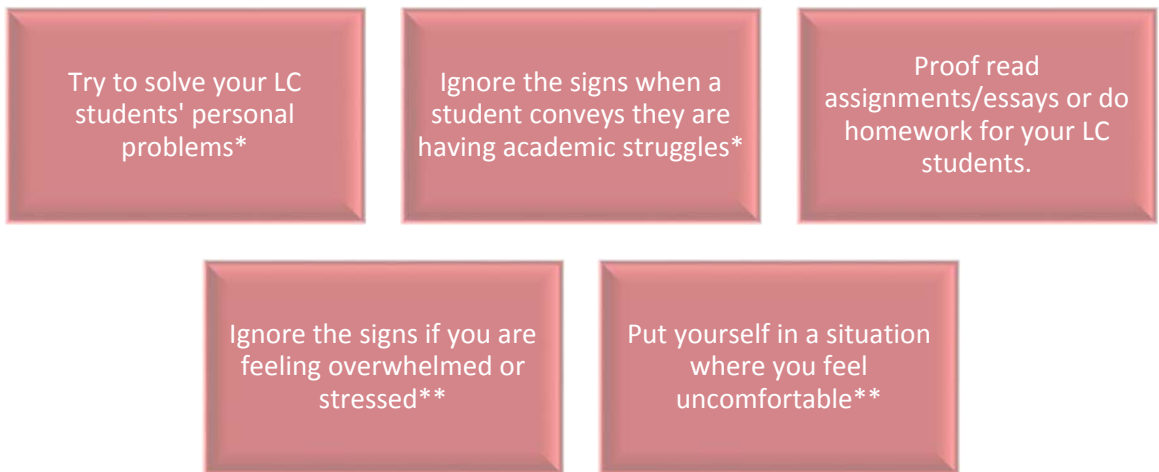 Try to solve your LC
students' personal
problems*
Ignore the signs when a
student conveys they are
having academic struggles*
Proof read
assignments/essays or do
homework for your LC
students.
Ignore the signs if you are
feeling overwhelmed or
stressed**
Put yourself in a situation
where you feel
uncomfortable**